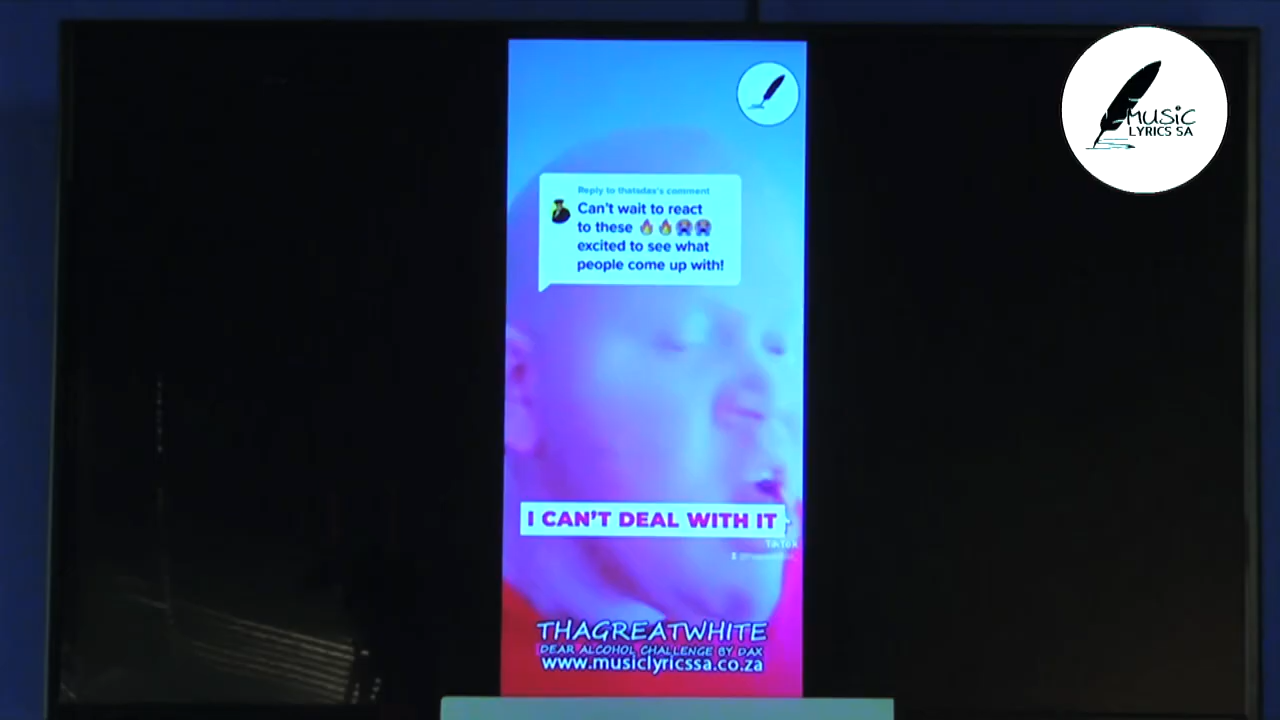 MUSiC
LYRICS SA
Reply to thatsdax's comment
Can't wait to react
to these 🔥🔥😭😭
excited to see what
people come up with!
I CAN'T DEAL WITH IT
TikTok
THAGREATWHITE
DEAR ALCOHOL CHALLENGE BY DAX
www.musiclyricssa.co.za